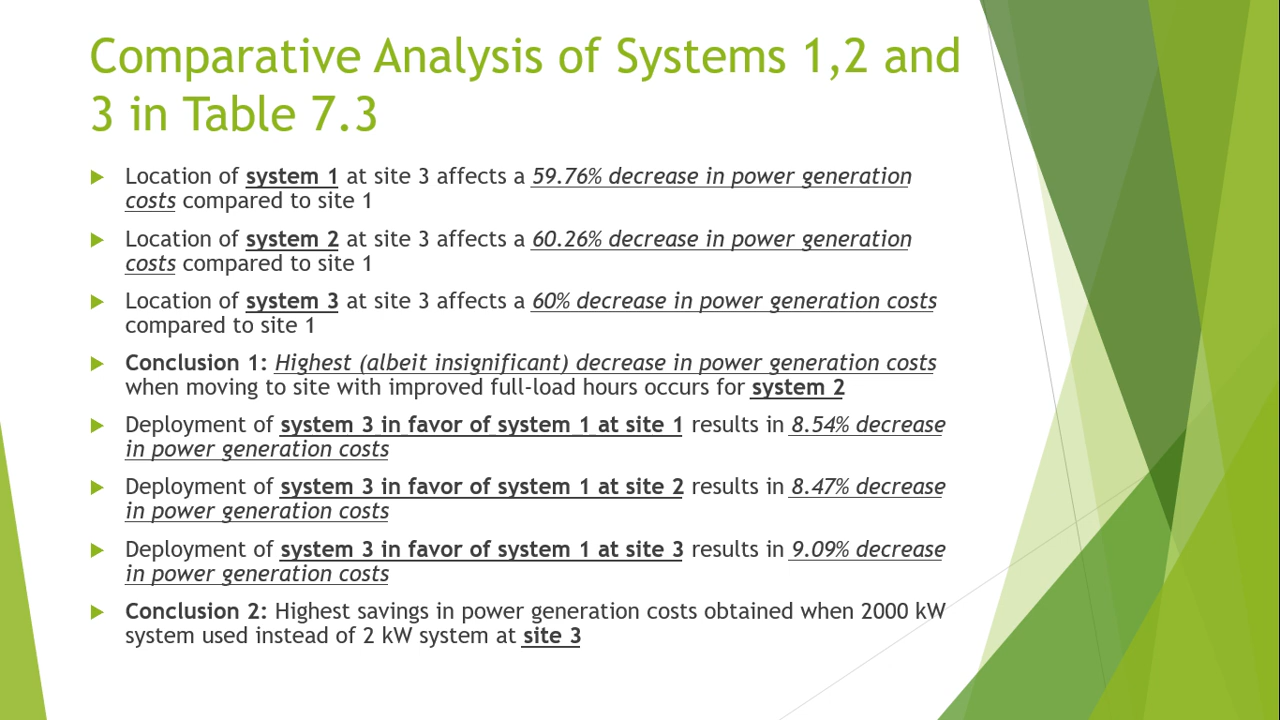 Comparative Analysis of Systems 1,2 and
3 in Table 7.3
Location of system 1 at site 3 affects a 59.76% decrease in power generation
costs compared to site 1
Location of system 2 at site 3 affects a 60.26% decrease in power generation
costs compared to site 1
Location of system 3 at site 3 affects a 60% decrease in power generation costs
compared to site 1
Conclusion 1: Highest (albeit insignificant) decrease in power generation costs
when moving to site with improved full-load hours occurs for system 2
Deployment of system 3 in favor of system 1 at site 1 results in 8.54% decrease
in power generation costs
Deployment of system 3 in favor of system 1 at site 2 results in 8.47% decrease
in power generation costs
Deployment of system 3 in favor of system 1 at site 3 results in 9.09% decrease
in power generation costs
Conclusion 2: Highest savings in power generation costs obtained when 2000 kW
system used instead of 2 kW system at site 3